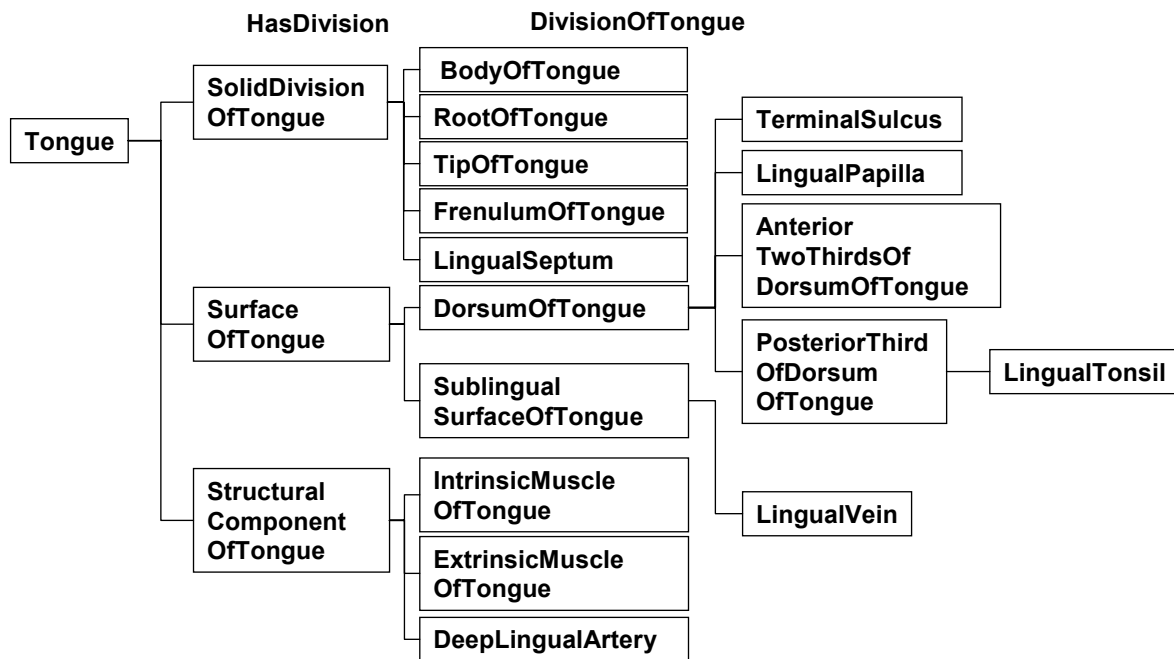 HasDivision
DivisionOfTongue
Tongue
SolidDivision
OfTongue
Surface
OfTongue
Structural
Component
OfTongue
BodyOfTongue
RootOfTongue
TipOfTongue
FrenulumOfTongue
LingualSeptum
DorsumOfTongue
Sublingual
SurfaceOfTongue
IntrinsicMuscle
OfTongue
ExtrinsicMuscle
OfTongue
DeepLingualArtery
TerminalSulcus
LingualPapilla
Anterior
TwoThirdsOf
DorsumOfTongue
PosteriorThird
OfDorsum
OfTongue
LingualVein
LingualTonsil